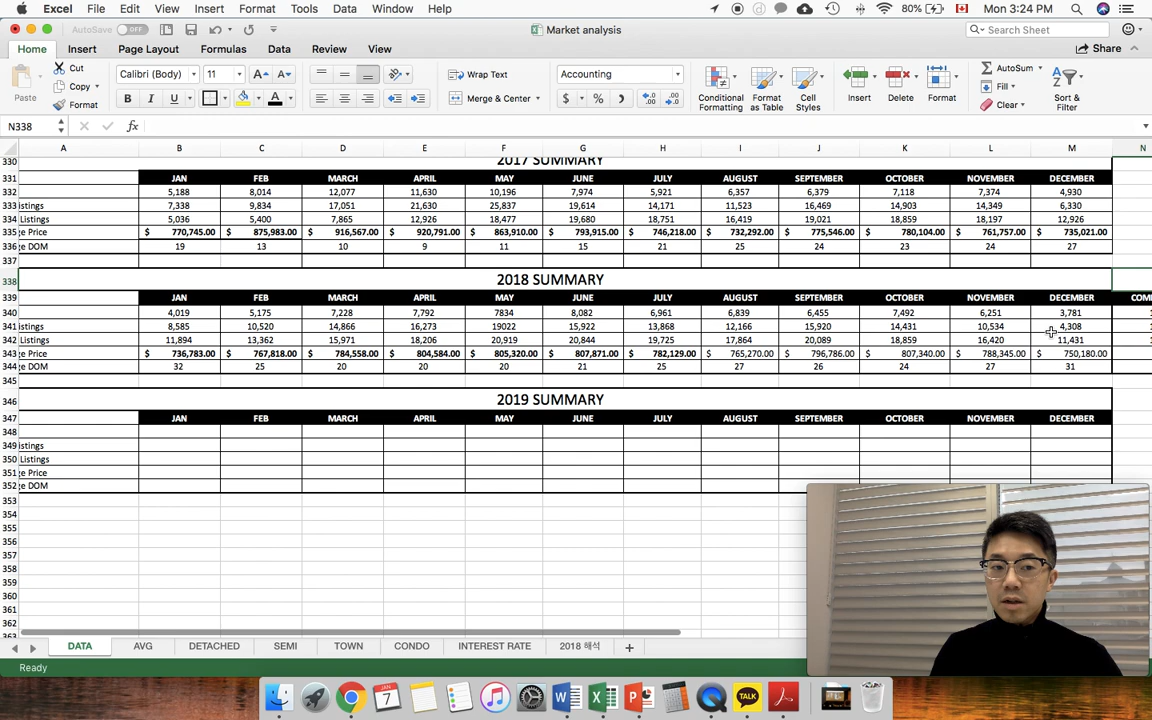 Excel File Edit View Insert Format Tools Data Window Help 80% Mon 3:24 PM
AutoSave OFF Market analysis Search Sheet
Home Insert Page Layout Formulas Data Review View Share
Cut Calibri (Body) 11 Wrap Text Accounting AutoSum
Copy Fill
Paste Format B I U A Merge & Center $ % Conditional Formatting Format as Table Cell Styles Insert Delete Format Clear Sort & Filter
N338 fx
A B C D E F G H I J K L M N
330 2017 SUMMARY
331 JAN FEB MARCH APRIL MAY JUNE JULY AUGUST SEPTEMBER OCTOBER NOVEMBER DECEMBER
332 5,188 8,014 12,077 11,630 10,196 7,974 5,921 6,357 6,379 7,118 7,374 4,930
333 istings 7,338 9,834 17,051 21,630 25,837 19,614 14,171 11,523 16,469 14,903 14,349 6,330
334 Listings 5,036 5,400 7,865 12,926 18,477 19,680 18,751 16,419 19,021 18,859 18,197 12,926
335 ge Price $ 770,745.00 $ 875,983.00 $ 916,567.00 $ 920,791.00 $ 863,910.00 $ 793,915.00 $ 746,218.00 $ 732,292.00 $ 775,546.00 $ 780,104.00 $ 761,757.00 $ 735,021.00
336 ge DOM 19 13 10 9 11 15 21 25 24 23 24 27
337
338 2018 SUMMARY
339 JAN FEB MARCH APRIL MAY JUNE JULY AUGUST SEPTEMBER OCTOBER NOVEMBER DECEMBER COM
340 4,019 5,175 7,228 7,792 7834 8,082 6,961 6,839 6,455 7,492 6,251 3,781
341 istings 8,585 10,520 14,866 16,273 19022 15,922 13,868 12,166 15,920 14,431 10,534 4,308
342 Listings 11,894 13,362 15,971 18,206 20,919 20,844 19,725 17,864 20,089 18,859 16,420 11,431
343 ge Price $ 736,783.00 $ 767,818.00 $ 784,558.00 $ 804,584.00 $ 805,320.00 $ 807,871.00 $ 782,129.00 $ 765,270.00 $ 796,786.00 $ 807,340.00 $ 788,345.00 $ 750,180.00
344 ge DOM 32 25 20 20 20 21 25 27 26 24 27 31
345
346 2019 SUMMARY
347 JAN FEB MARCH APRIL MAY JUNE JULY AUGUST SEPTEMBER OCTOBER NOVEMBER DECEMBER
348
349 istings
350 Listings
351 ge Price
352 ge DOM
353
354
355
356
357
358
359
360
361
362
363
DATA AVG DETACHED SEMI TOWN CONDO INTEREST RATE 2018 해석
Ready
JAN 7 W X P TALK